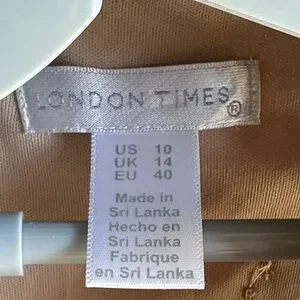 LONDON TIMES®
US 10
UK 14
EU 40
Made in
Sri Lanka
Hecho en
Sri Lanka
Fabrique
en Sri Lanka